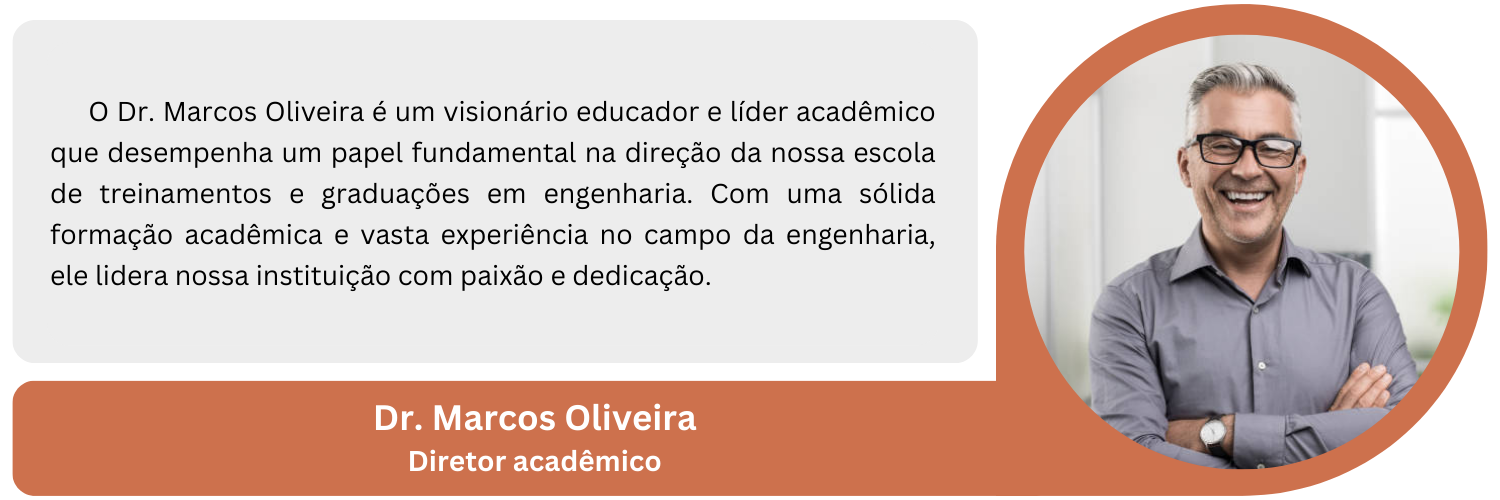 O Dr. Marcos Oliveira é um visionário educador e líder acadêmico
que desempenha um papel fundamental na direção da nossa escola
de treinamentos e graduações em engenharia. Com uma sólida
formação acadêmica e vasta experiência no campo da engenharia,
ele lidera nossa instituição com paixão e dedicação.
Dr. Marcos Oliveira
Diretor acadêmico